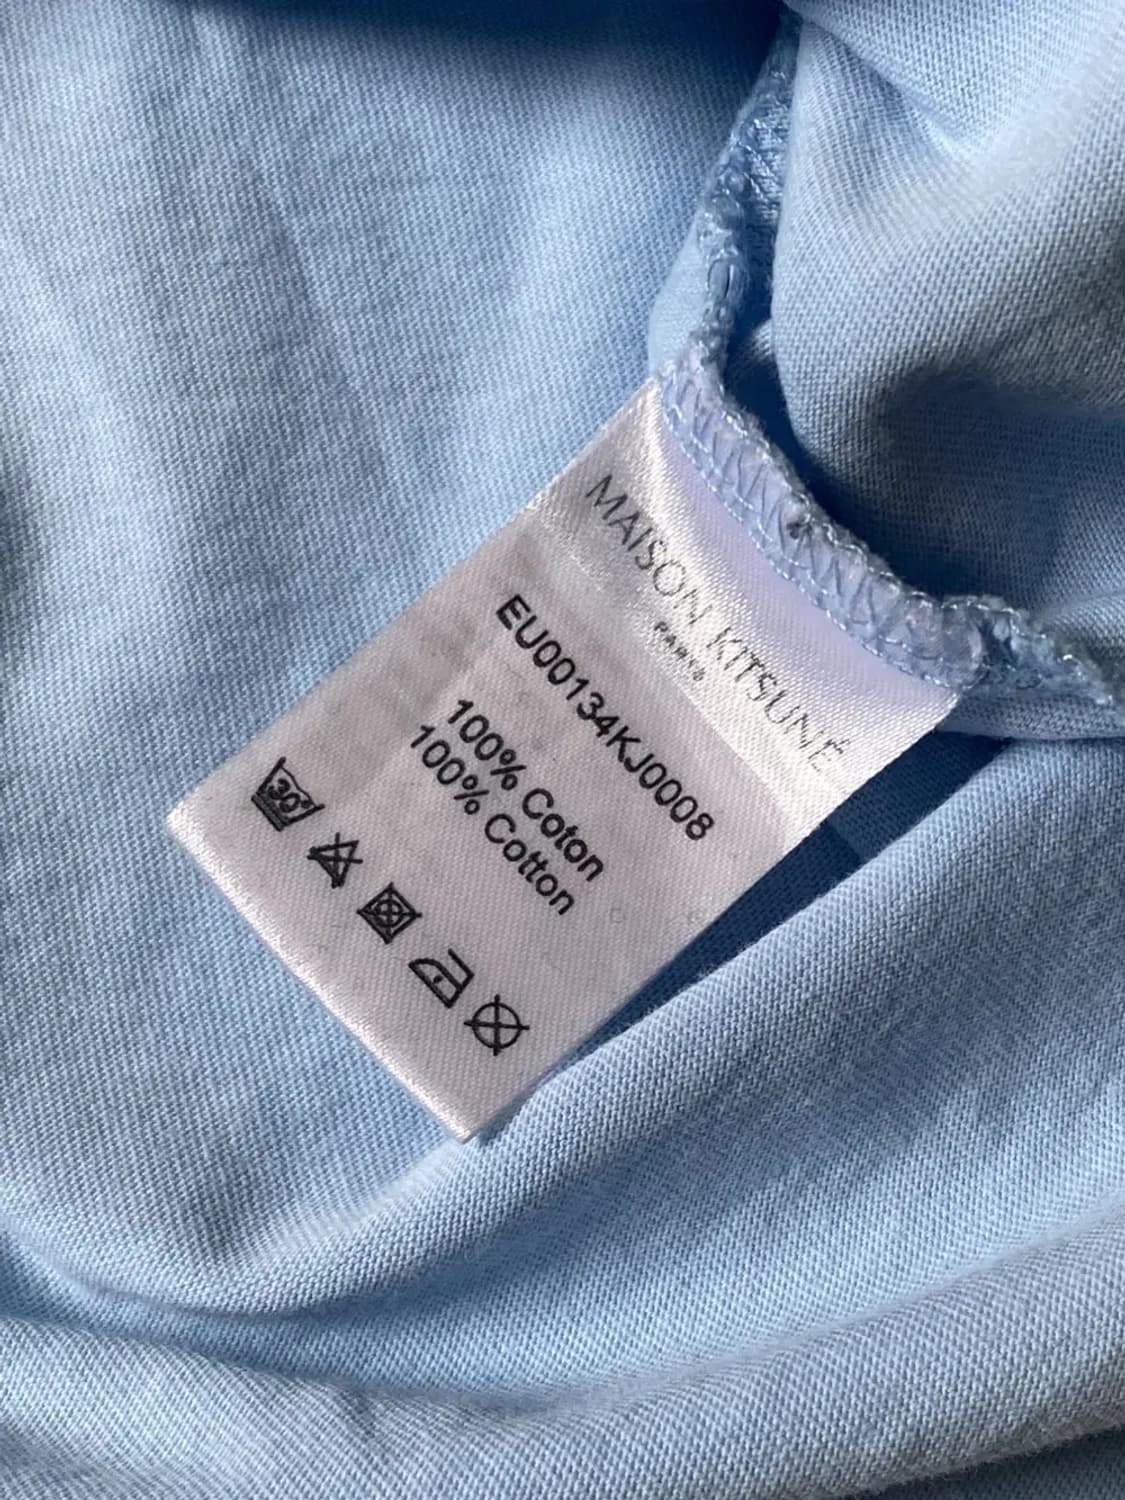 MAISON KITSUNÉ
PARIS
EU00134KJ0008
100% Coton
100% Cotton
30°